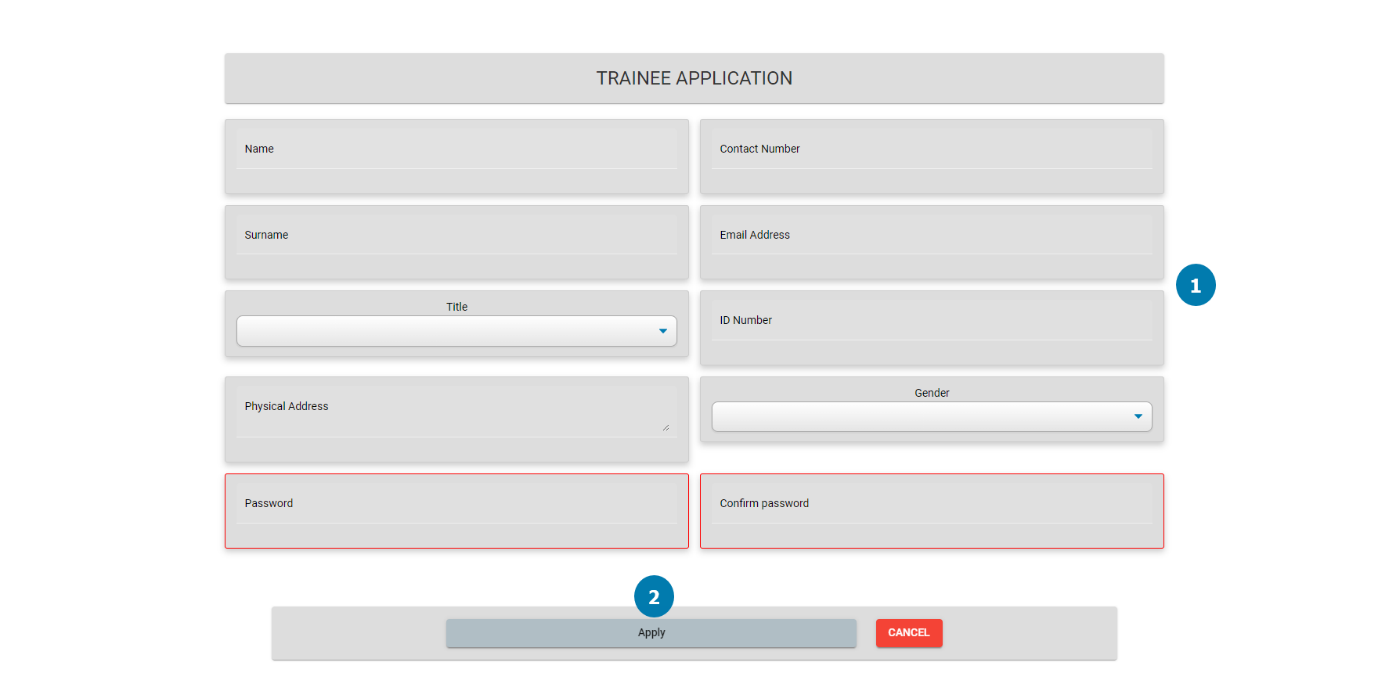 TRAINEE APPLICATION
Name
Contact Number
Surname
Email Address
1
Title
ID Number
Physical Address
Gender
Password
Confirm password
2
Apply
CANCEL